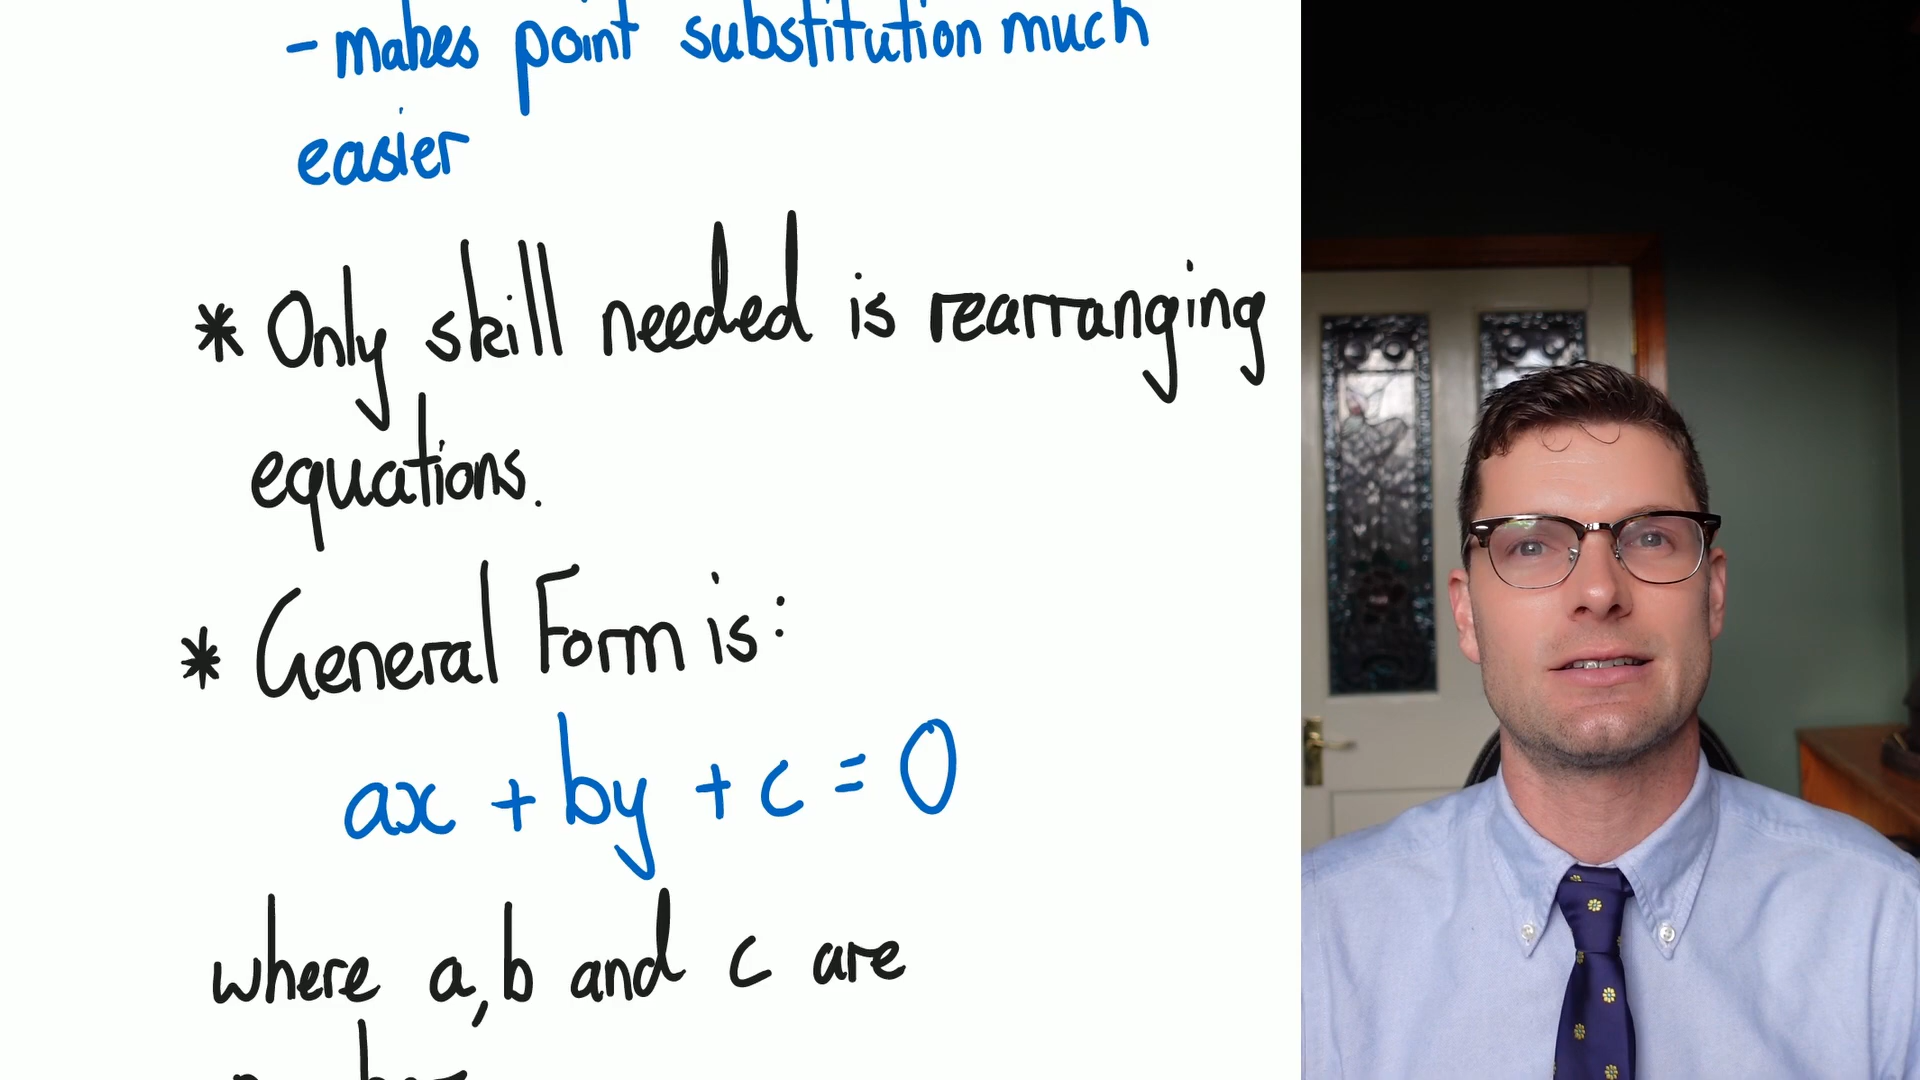 - makes point substitution much
easier
* Only skill needed is rearranging
equations.
* General Form is:
ax + by + c = 0
where a, b and c are